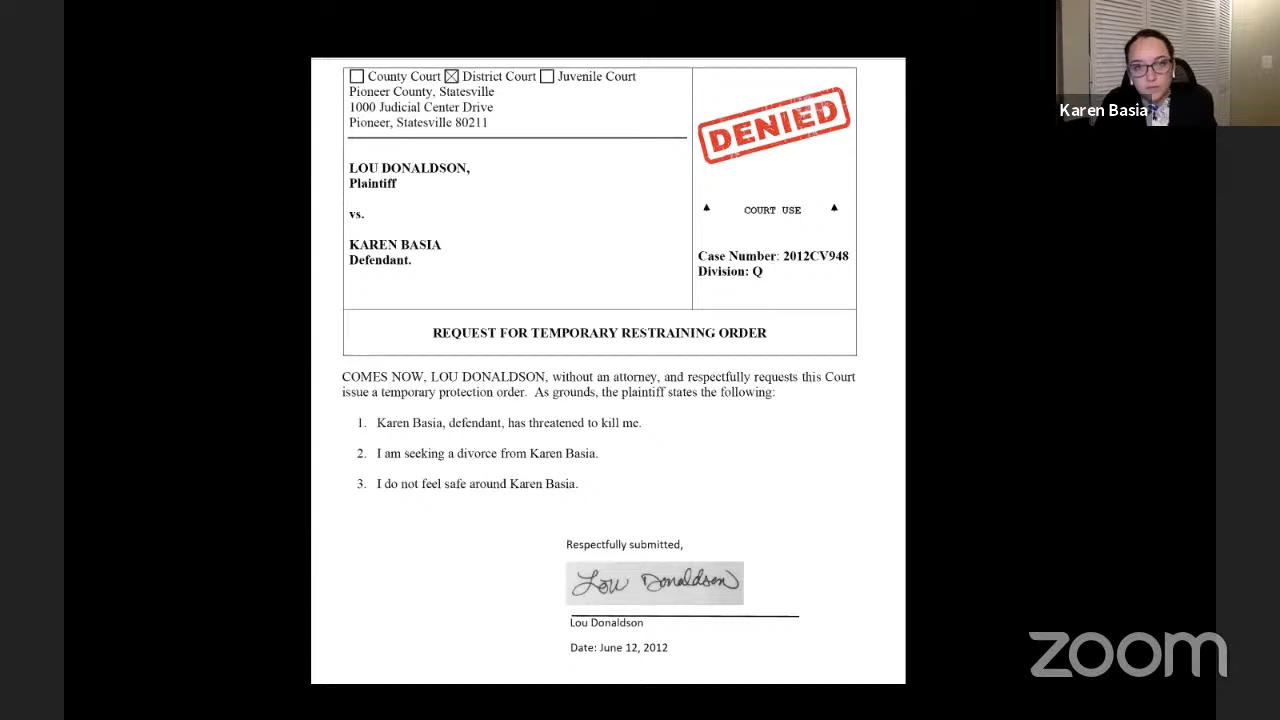 ☐ County Court ☒ District Court ☐ Juvenile Court
Pioneer County, Statesville
1000 Judicial Center Drive
Pioneer, Statesville 80211
LOU DONALDSON,
Plaintiff
vs.
KAREN BASIA
Defendant.
DENIED
▲ COURT USE ▲
Case Number: 2012CV948
Division: Q
REQUEST FOR TEMPORARY RESTRAINING ORDER
COMES NOW, LOU DONALDSON, without an attorney, and respectfully requests this Court
issue a temporary protection order. As grounds, the plaintiff states the following:
1. Karen Basia, defendant, has threatened to kill me.
2. I am seeking a divorce from Karen Basia.
3. I do not feel safe around Karen Basia.
Respectfully submitted,
Lou Donaldson
Lou Donaldson
Date: June 12, 2012
Karen Basia
zoom